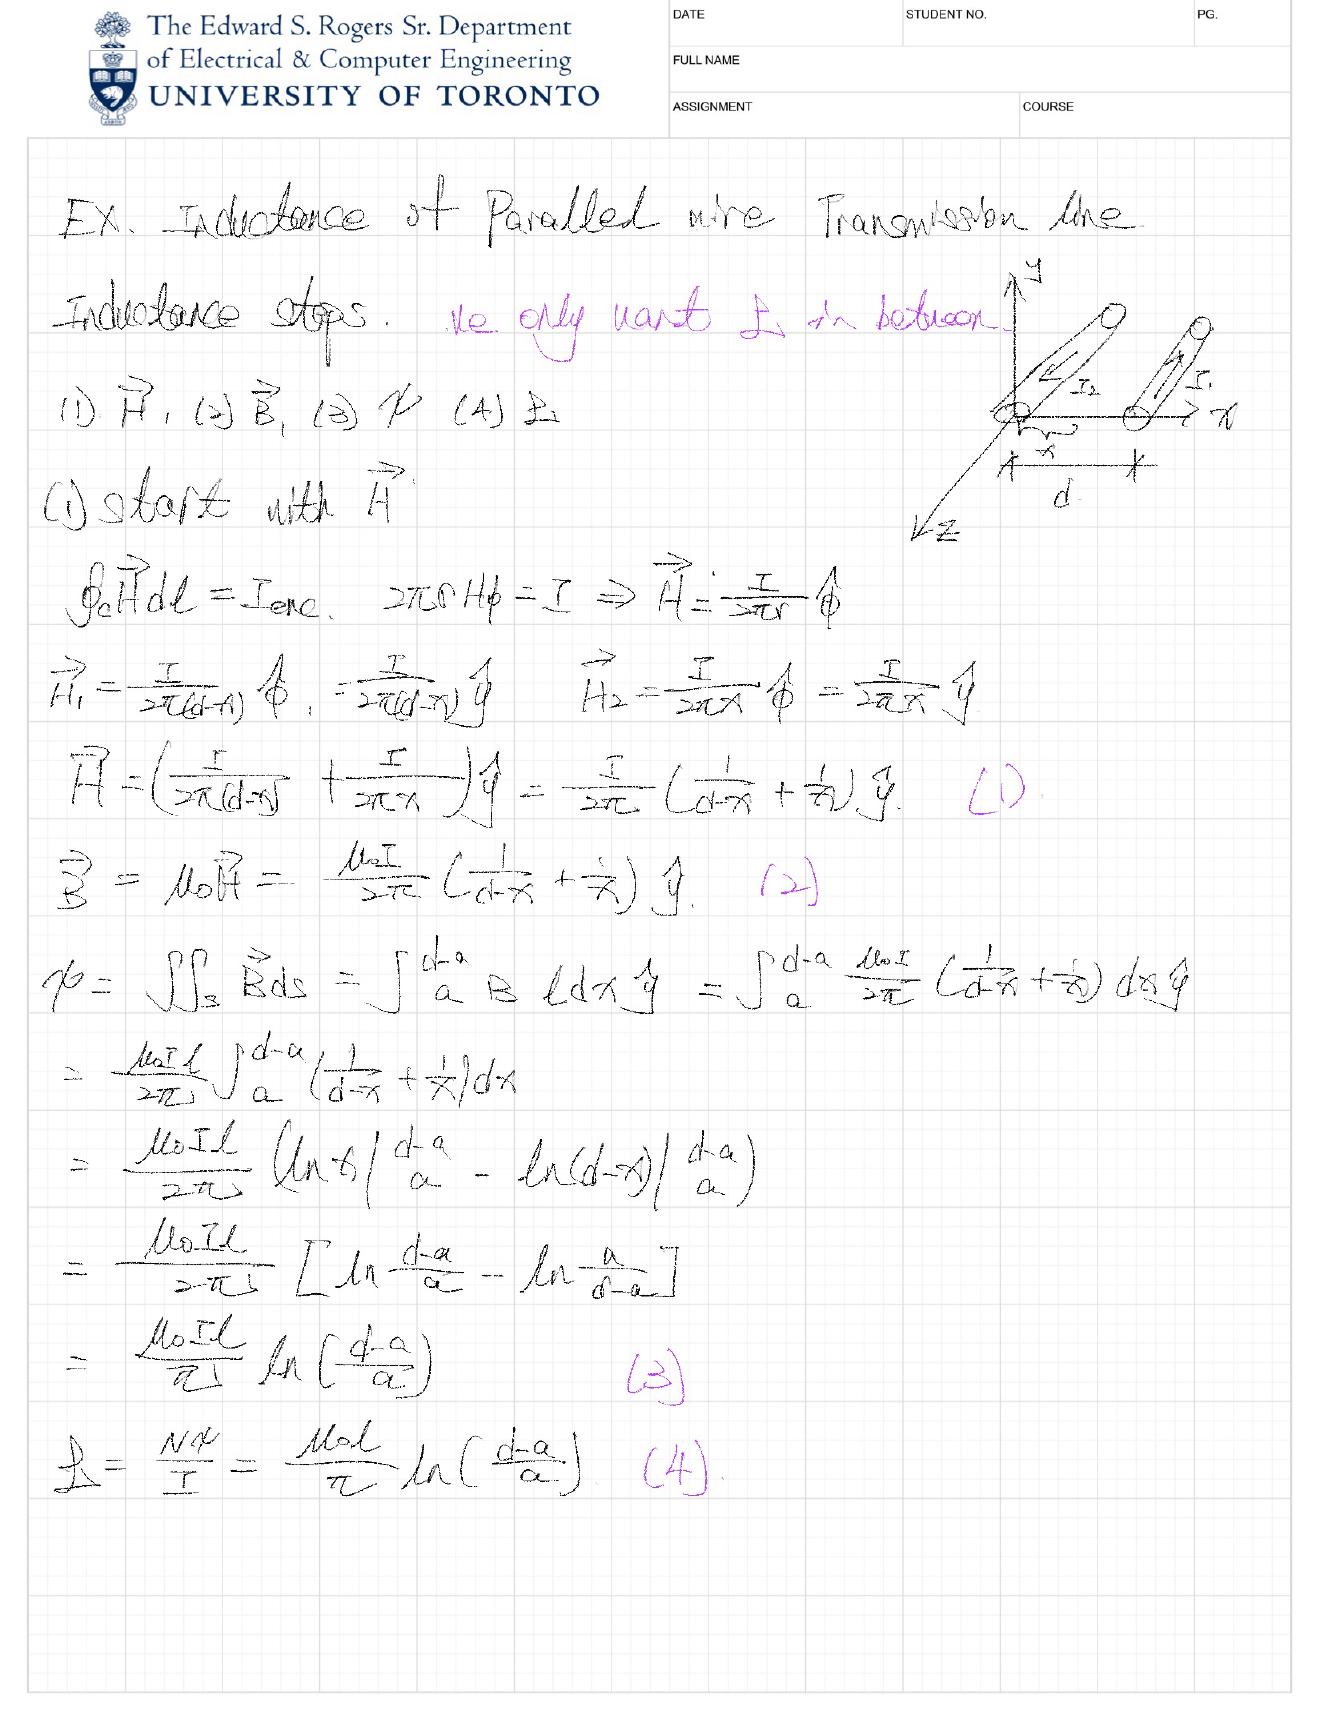 The Edward S. Rogers Sr. Department
of Electrical & Computer Engineering
UNIVERSITY OF TORONTO
DATE
STUDENT NO.
PG.
FULL NAME
ASSIGNMENT
COURSE
EX. Inductance of Paralled wire Transmission line
Inductance steps. We only want L in between
y
I₂
I₁
x
x
d
z
(1) H⃗, (2) B⃗, (3) ψ (4) L
(1) start with H⃗
∮c H⃗ dl = Ienc. 2πr Hϕ = I ⇒ H⃗ = I/2πr ϕ̂
H⃗₁ = I/2π(d-x) ϕ̂, = I/2π(d-x) ŷ H⃗₂ = I/2πx ϕ̂ = I/2πx ŷ
H⃗ = (I/2π(d-x) + I/2πx) ŷ = I/2π (1/d-x + 1/x) ŷ. (1)
B⃗ = μ₀H⃗ = μ₀I/2π (1/d-x + 1/x) ŷ. (2)
ψ = ∬s B⃗ ds = ∫ₐ^d-a B l dx ŷ = ∫ₐ^d-a μ₀I/2π (1/d-x + 1/x) dx ŷ
= μ₀Il/2π ∫ₐ^d-a (1/d-x + 1/x) dx
= μ₀Il/2π (ln x |ₐ^d-a - ln(d-x) |ₐ^d-a)
= μ₀Il/2π [ln d-a/a - ln a/d-a]
= μ₀Il/π ln (d-a/a) (3)
L = Nψ/I = μ₀l/π ln (d-a/a). (4).